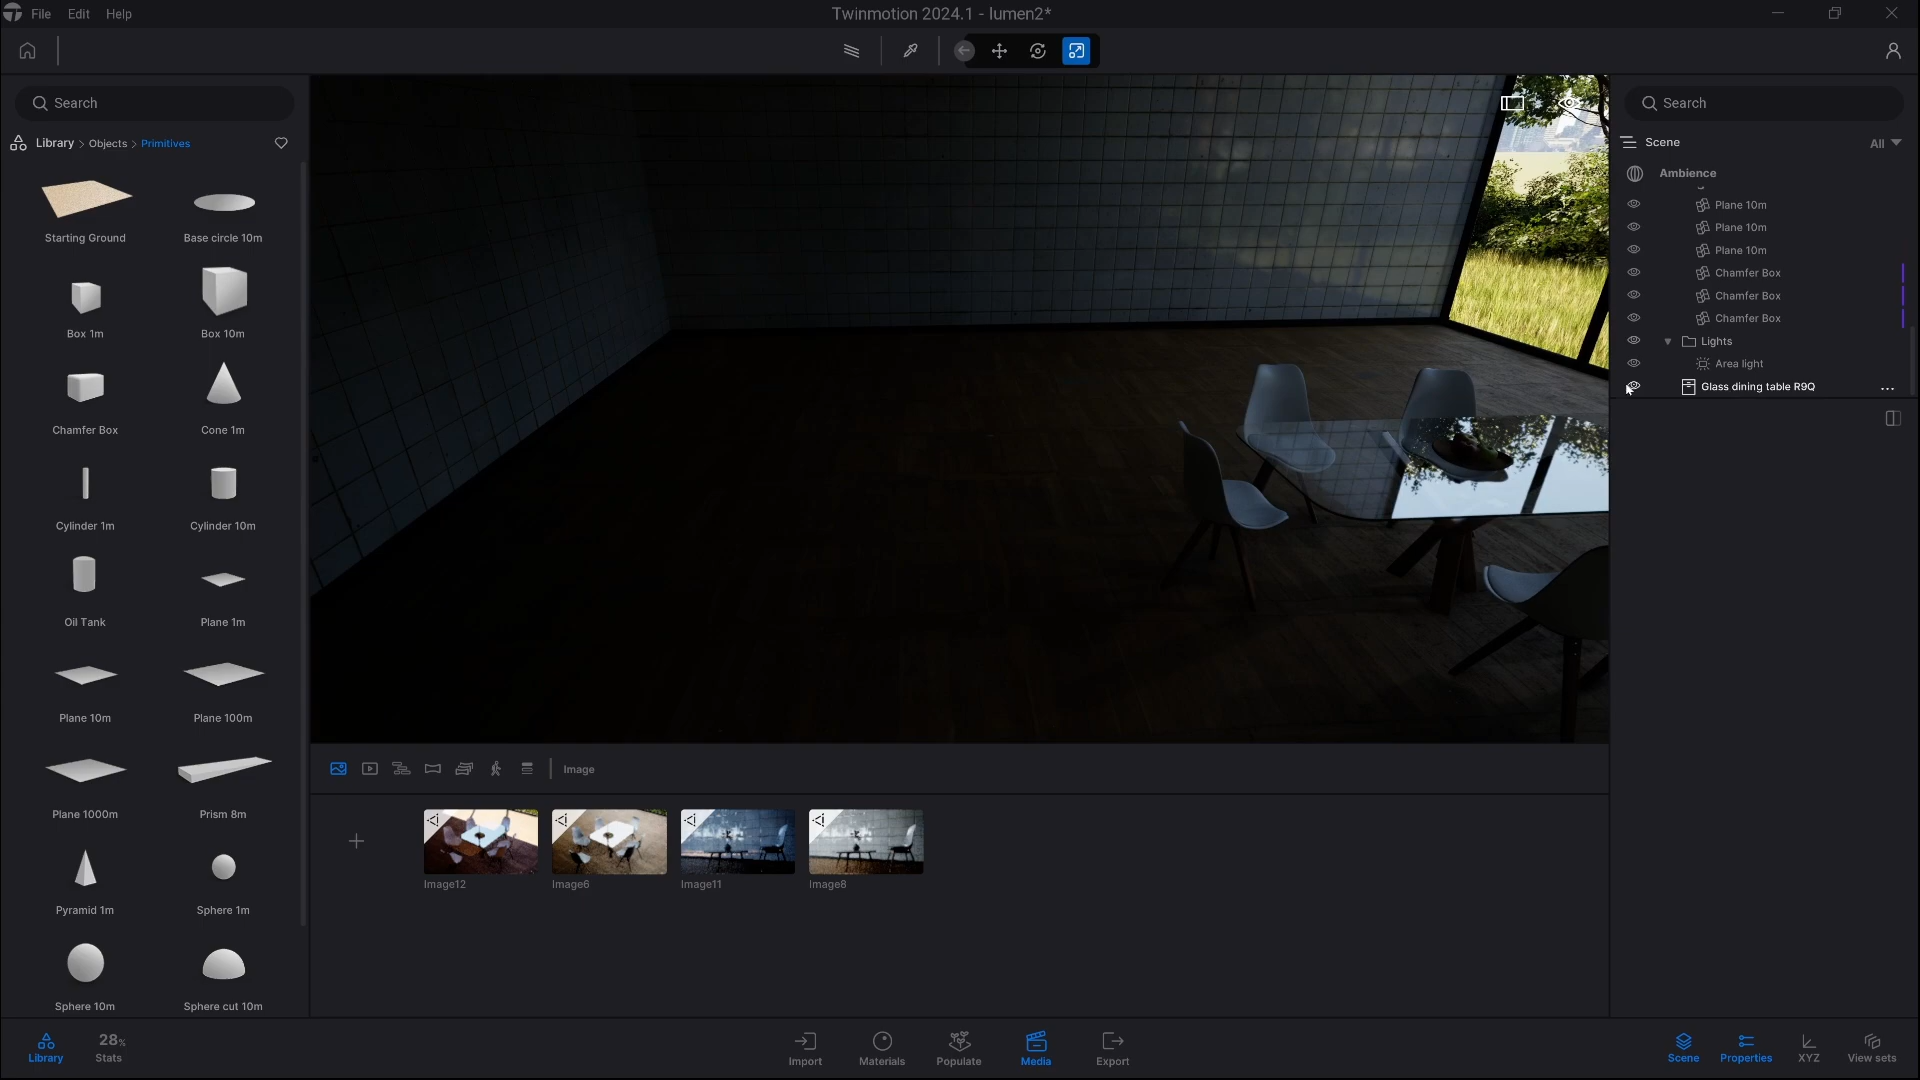 File Edit Help
Twinmotion 2024.1 - lumen2*
Search
Library > Objects > Primitives
Starting Ground
Base circle 10m
Box 1m
Box 10m
Chamfer Box
Cone 1m
Cylinder 1m
Cylinder 10m
Oil Tank
Plane 1m
Plane 10m
Plane 100m
Plane 1000m
Prism 8m
Pyramid 1m
Sphere 1m
Sphere 10m
Sphere cut 10m
Image
Image12
Image6
Image11
Image8
Search
Scene
All
Ambience
Plane 10m
Plane 10m
Plane 10m
Chamfer Box
Chamfer Box
Chamfer Box
Lights
Area light
Glass dining table R9Q
Library
28%
Stats
Import
Materials
Populate
Media
Export
Scene
Properties
XYZ
View sets